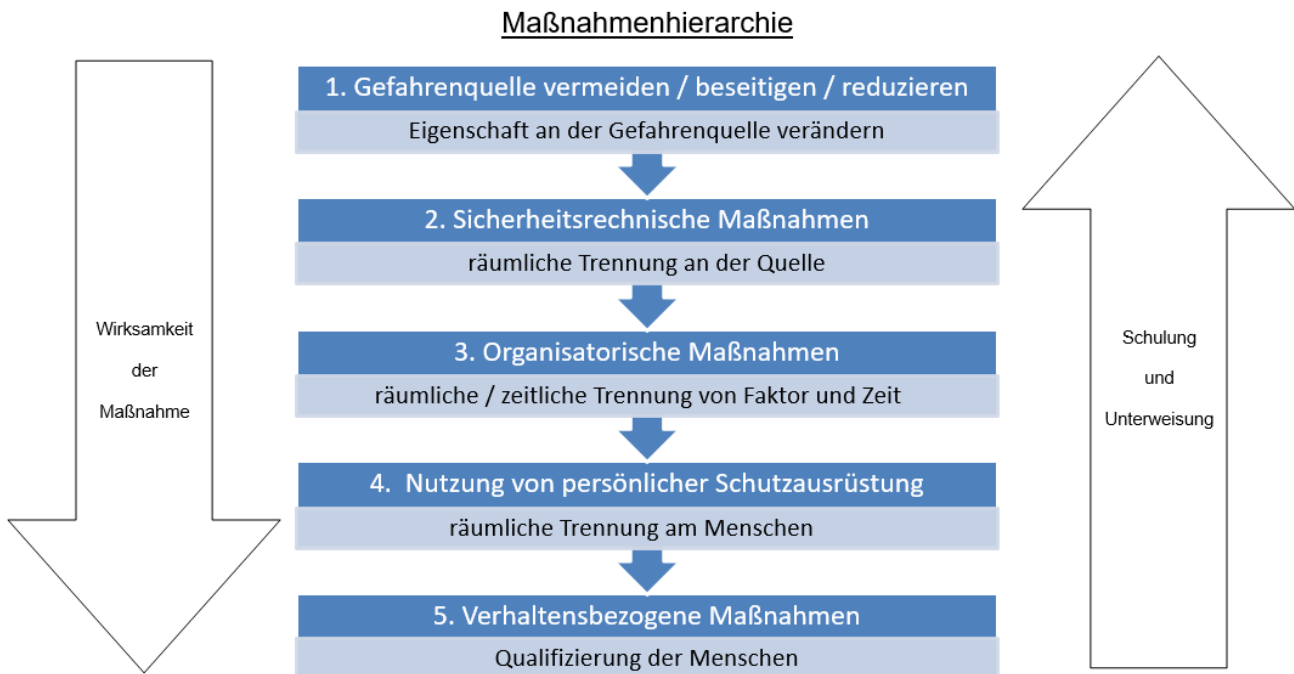 Maßnahmenhierarchie
1. Gefahrenquelle vermeiden / beseitigen / reduzieren
Eigenschaft an der Gefahrenquelle verändern
2. Sicherheitsrechnische Maßnahmen
räumliche Trennung an der Quelle
3. Organisatorische Maßnahmen
räumliche / zeitliche Trennung von Faktor und Zeit
4. Nutzung von persönlicher Schutzausrüstung
räumliche Trennung am Menschen
5. Verhaltensbezogene Maßnahmen
Qualifizierung der Menschen
Wirksamkeit
der
Maßnahme
Schulung
und
Unterweisung